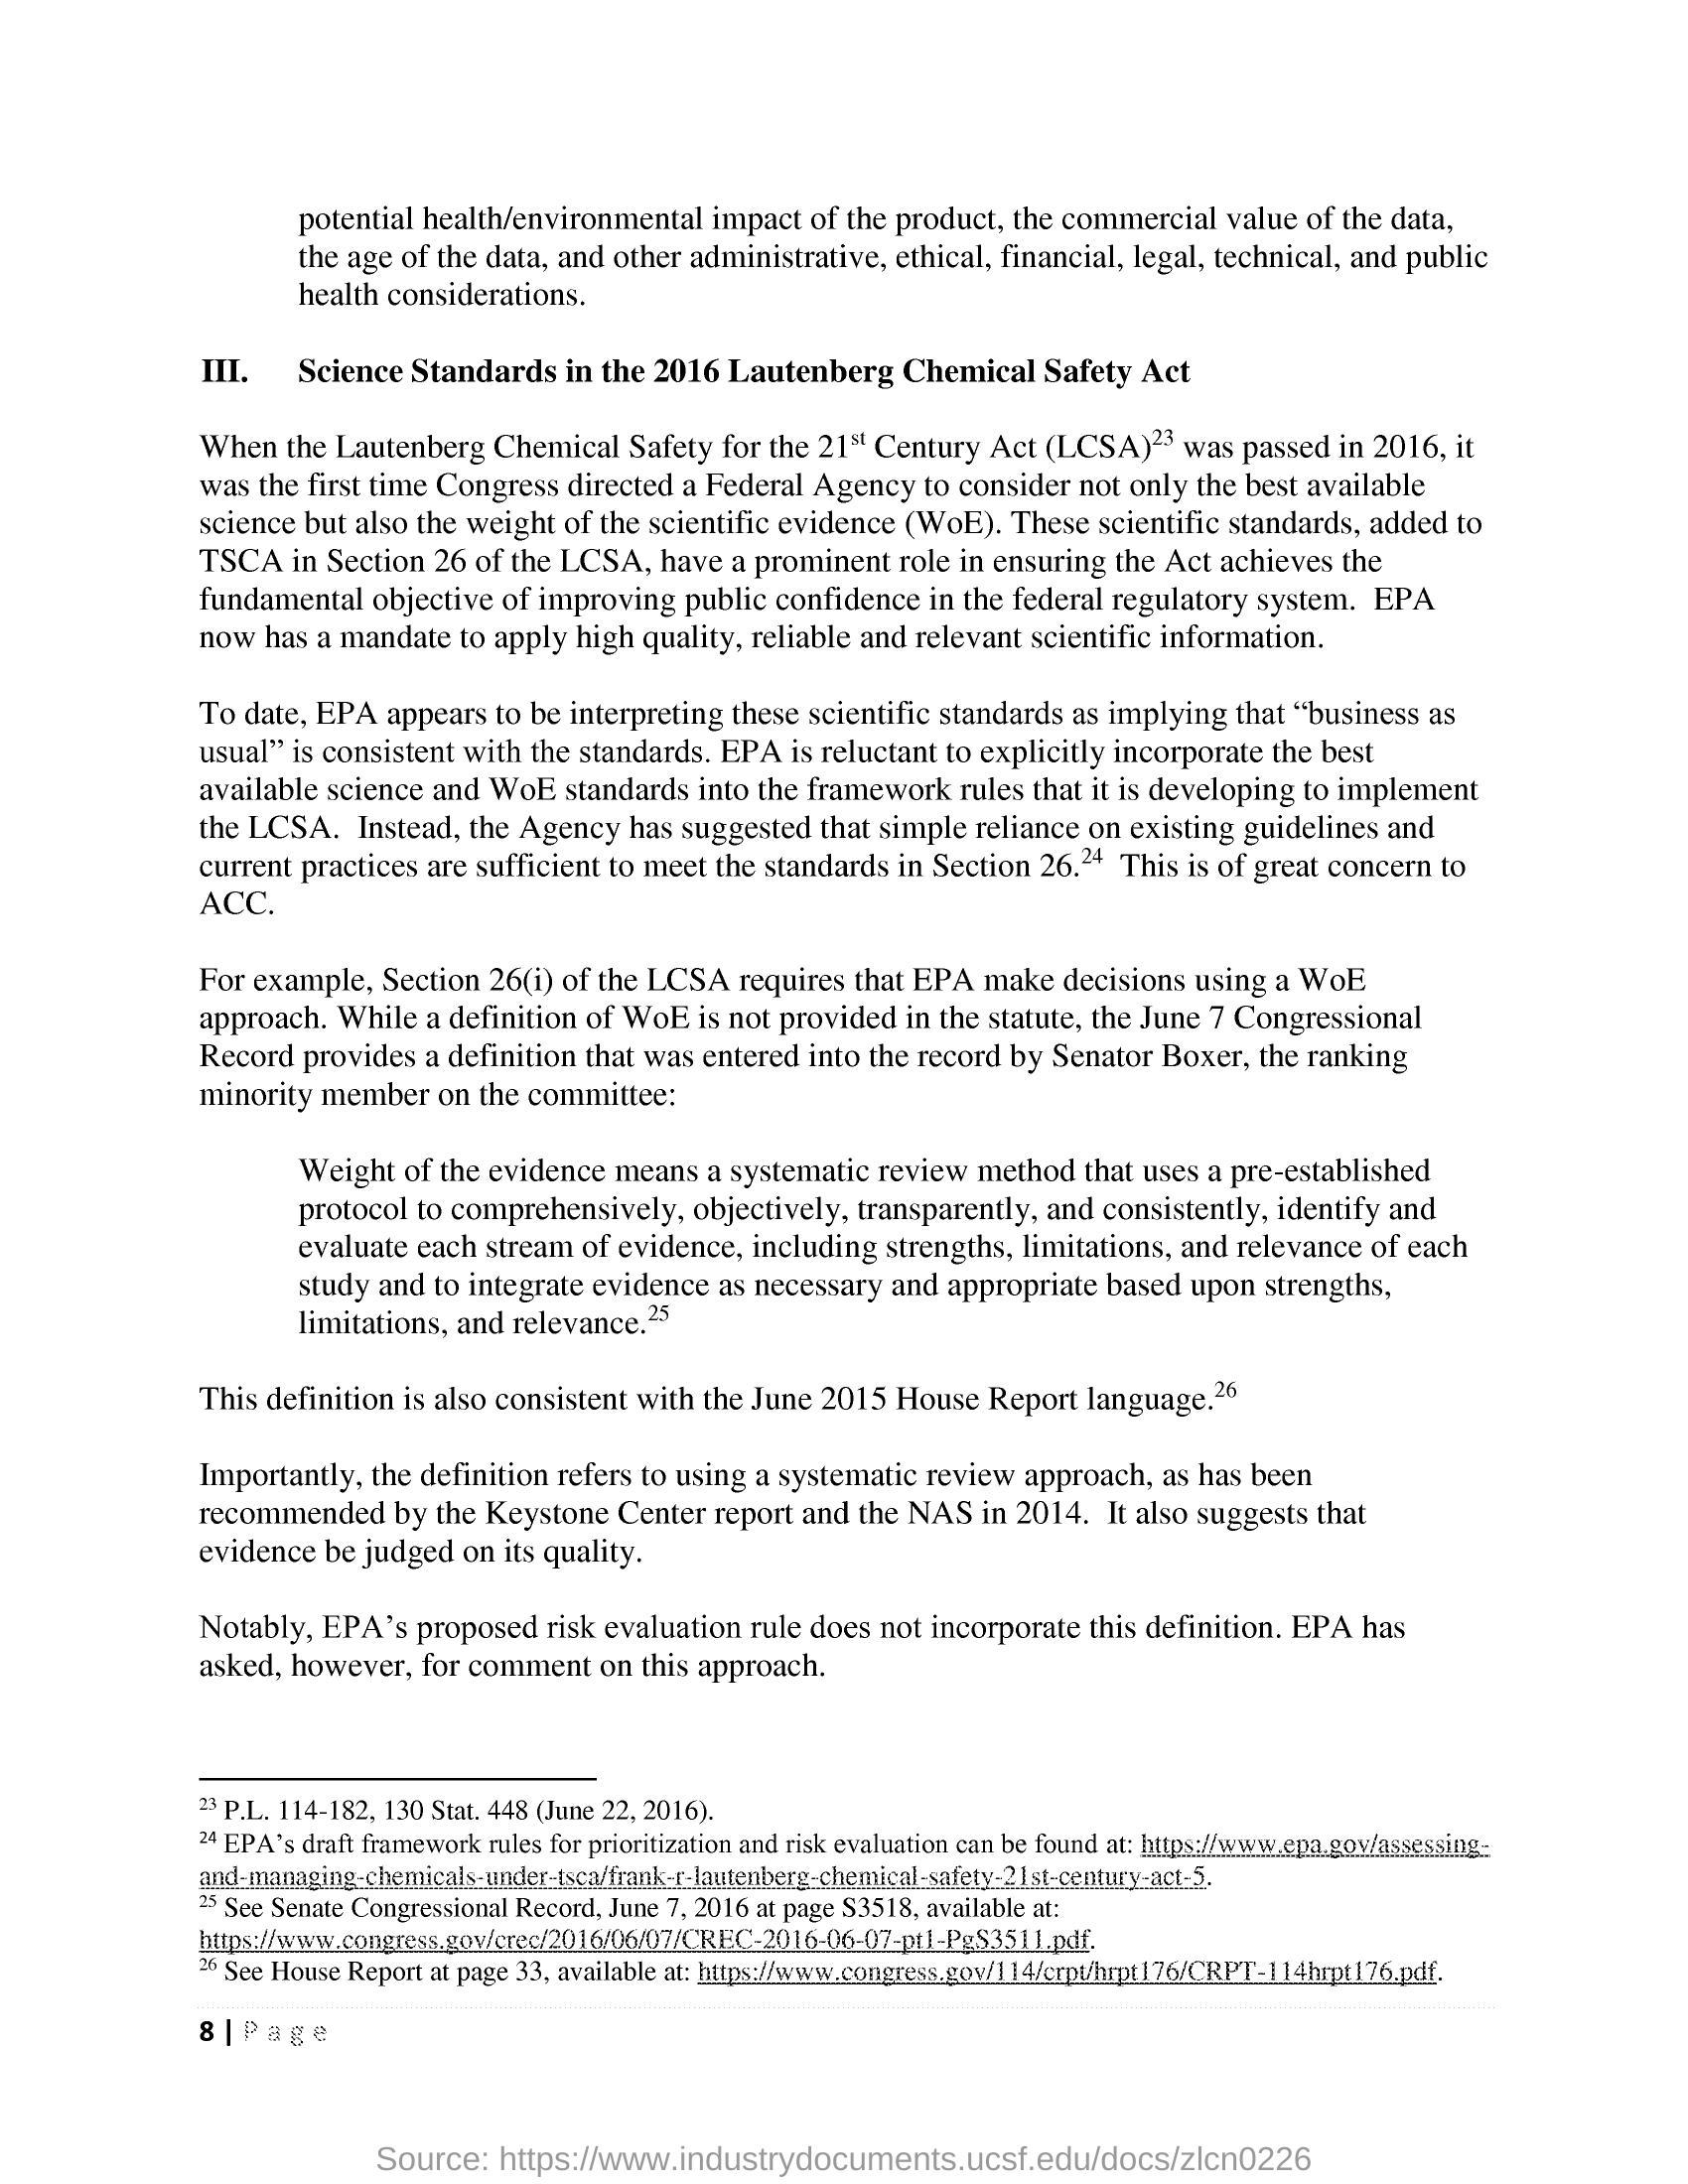 potential health/environmental impact of the product, the commercial value of the data,
the age of the data, and other administrative, ethical, financial, legal, technical, and public
health considerations.
III. Science Standards in the 2016 Lautenberg Chemical Safety Act
When the Lautenberg Chemical Safety for the 21st Century Act (LCSA)23 was passed in 2016, it
was the first time Congress directed a Federal Agency to consider not only the best available
science but also the weight of the scientific evidence (WoE). These scientific standards, added to
TSCA in Section 26 of the LCSA, have a prominent role in ensuring the Act achieves the
fundamental objective of improving public confidence in the federal regulatory system. EPA
now has a mandate to apply high quality, reliable and relevant scientific information.
To date, EPA appears to be interpreting these scientific standards as implying that “business as
usual” is consistent with the standards. EPA is reluctant to explicitly incorporate the best
available science and WoE standards into the framework rules that it is developing to implement
the LCSA. Instead, the Agency has suggested that simple reliance on existing guidelines and
current practices are sufficient to meet the standards in Section 26.24 This is of great concern to
ACC.
For example, Section 26(i) of the LCSA requires that EPA make decisions using a WoE
approach. While a definition of WoE is not provided in the statute, the June 7 Congressional
Record provides a definition that was entered into the record by Senator Boxer, the ranking
minority member on the committee:
Weight of the evidence means a systematic review method that uses a pre-established
protocol to comprehensively, objectively, transparently, and consistently, identify and
evaluate each stream of evidence, including strengths, limitations, and relevance of each
study and to integrate evidence as necessary and appropriate based upon strengths,
limitations, and relevance.25
This definition is also consistent with the June 2015 House Report language.26
Importantly, the definition refers to using a systematic review approach, as has been
recommended by the Keystone Center report and the NAS in 2014. It also suggests that
evidence be judged on its quality.
Notably, EPA’s proposed risk evaluation rule does not incorporate this definition. EPA has
asked, however, for comment on this approach.
23 P.L. 114-182, 130 Stat. 448 (June 22, 2016).
24 EPA’s draft framework rules for prioritization and risk evaluation can be found at: https://www.epa.gov/assessing-
and-managing-chemicals-under-tsca/frank-r-lautenberg-chemical-safety-21st-century-act-5.
25 See Senate Congressional Record, June 7, 2016 at page S3518, available at:
https://www.congress.gov/crec/2016/06/07/CREC-2016-06-07-pt1-PgS3511.pdf.
26 See House Report at page 33, available at: https://www.congress.gov/114/crpt/hrpt176/CRPT-114hrpt176.pdf.
8 | Page
Source: https://www.industrydocuments.ucsf.edu/docs/zlcn0226